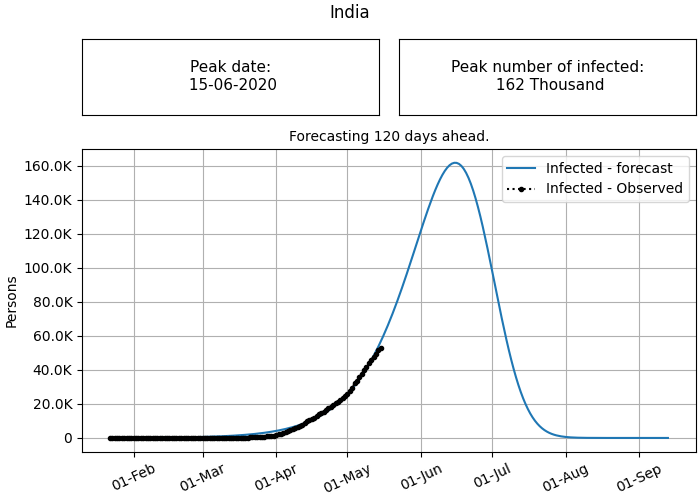 India
Peak date:
15-06-2020
Peak number of infected:
162 Thousand
Forecasting 120 days ahead.
160.0K
140.0K
120.0K
100.0K
80.0K
60.0K
40.0K
20.0K
0
Persons
Infected - forecast
Infected - Observed
01-Feb
01-Mar
01-Apr
01-May
01-Jun
01-Jul
01-Aug
01-Sep